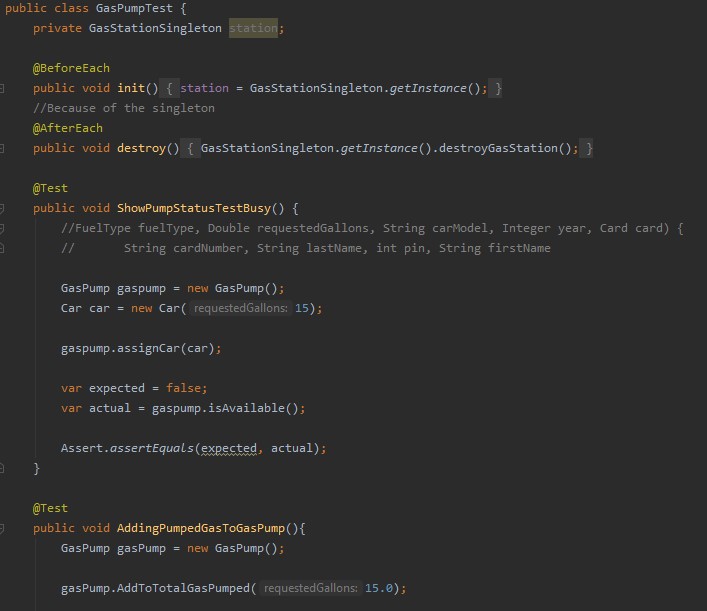 public class GasPumpTest {
private GasStationSingleton station;
@BeforeEach
public void init() { station = GasStationSingleton.getInstance(); }
//Because of the singleton
@AfterEach
public void destroy() { GasStationSingleton.getInstance().destroyGasStation(); }
@Test
public void ShowPumpStatusTestBusy() {
//FuelType fuelType, Double requestedGallons, String carModel, Integer year, Card card) {
// String cardNumber, String lastName, int pin, String firstName
GasPump gaspump = new GasPump();
Car car = new Car( requestedGallons: 15);
gaspump.assignCar(car);
var expected = false;
var actual = gaspump.isAvailable();
Assert.assertEquals(expected, actual);
}
@Test
public void AddingPumpedGasToGasPump(){
GasPump gasPump = new GasPump();
gasPump.AddToTotalGasPumped( requestedGallons: 15.0);